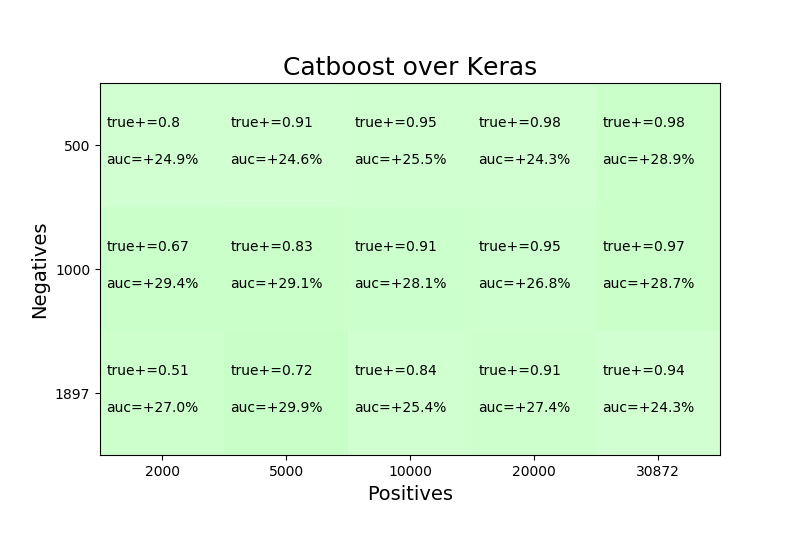 Catboost over Keras
true+=0.8 true+=0.91 true+=0.95 true+=0.98 true+=0.98
500
auc=+24.9% auc=+24.6% auc=+25.5% auc=+24.3% auc=+28.9%
true+=0.67 true+=0.83 true+=0.91 true+=0.95 true+=0.97
1000
auc=+29.4% auc=+29.1% auc=+28.1% auc=+26.8% auc=+28.7%
true+=0.51 true+=0.72 true+=0.84 true+=0.91 true+=0.94
1897
auc=+27.0% auc=+29.9% auc=+25.4% auc=+27.4% auc=+24.3%
Negatives
2000 5000 10000 20000 30872
Positives